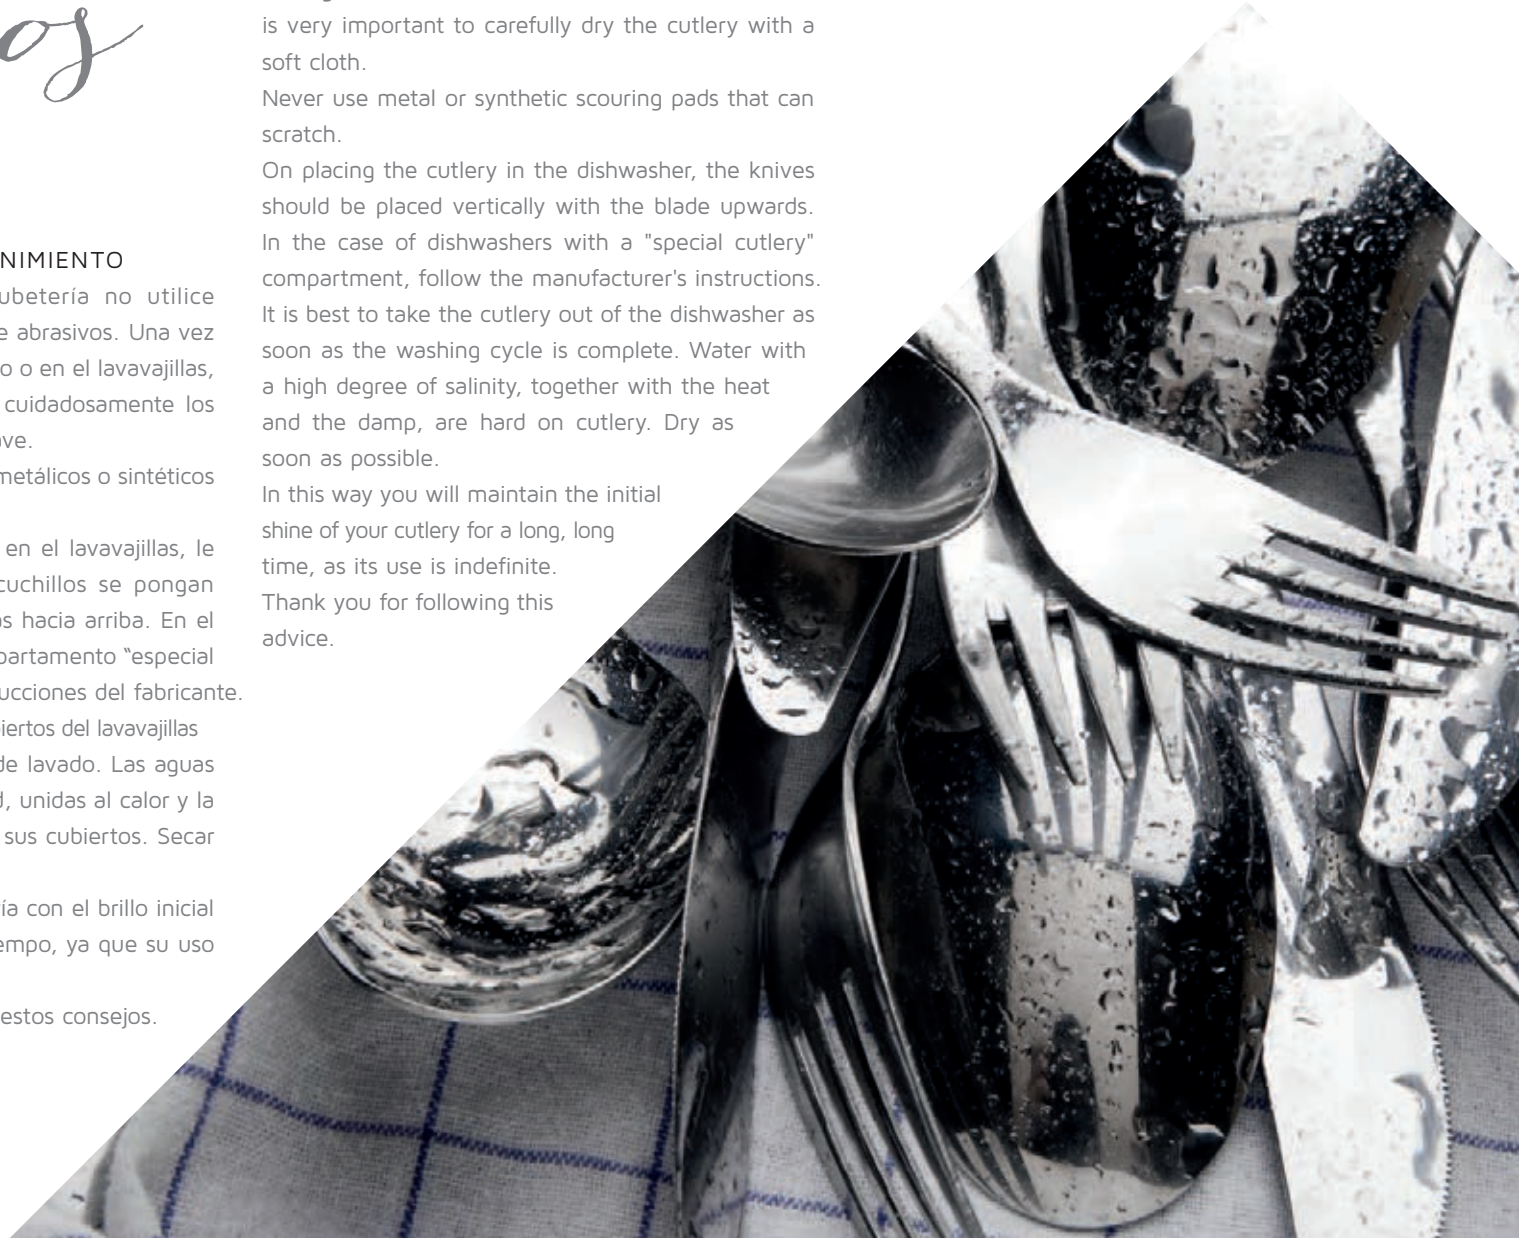 os
NIMIENTO
ubetería no utilice
e abrasivos. Una vez
o o en el lavavajillas,
cuidadosamente los
ave.
metálicos o sintéticos
en el lavavajillas, le
cuchillos se pongan
as hacia arriba. En el
partamento “especial
ucciones del fabricante.
iertos del lavavajillas
de lavado. Las aguas
d, unidas al calor y la
sus cubiertos. Secar
ía con el brillo inicial
empo, ya que su uso
estos consejos.
is very important to carefully dry the cutlery with a
soft cloth.
Never use metal or synthetic scouring pads that can
scratch.
On placing the cutlery in the dishwasher, the knives
should be placed vertically with the blade upwards.
In the case of dishwashers with a "special cutlery"
compartment, follow the manufacturer's instructions.
It is best to take the cutlery out of the dishwasher as
soon as the washing cycle is complete. Water with
a high degree of salinity, together with the heat
and the damp, are hard on cutlery. Dry as
soon as possible.
In this way you will maintain the initial
shine of your cutlery for a long, long
time, as its use is indefinite.
Thank you for following this
advice.